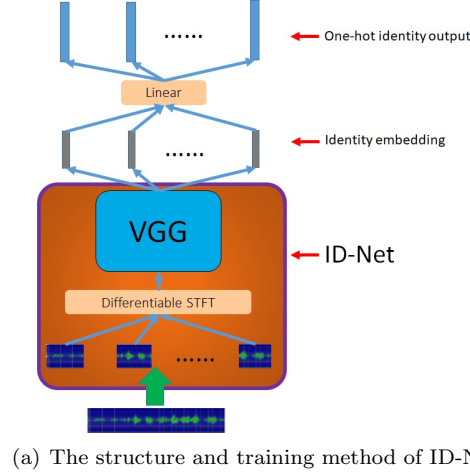 ...... One-hot identity output
Linear
...... Identity embedding
VGG
ID-Net
Differentiable STFT
......
(a) The structure and training method of ID-N